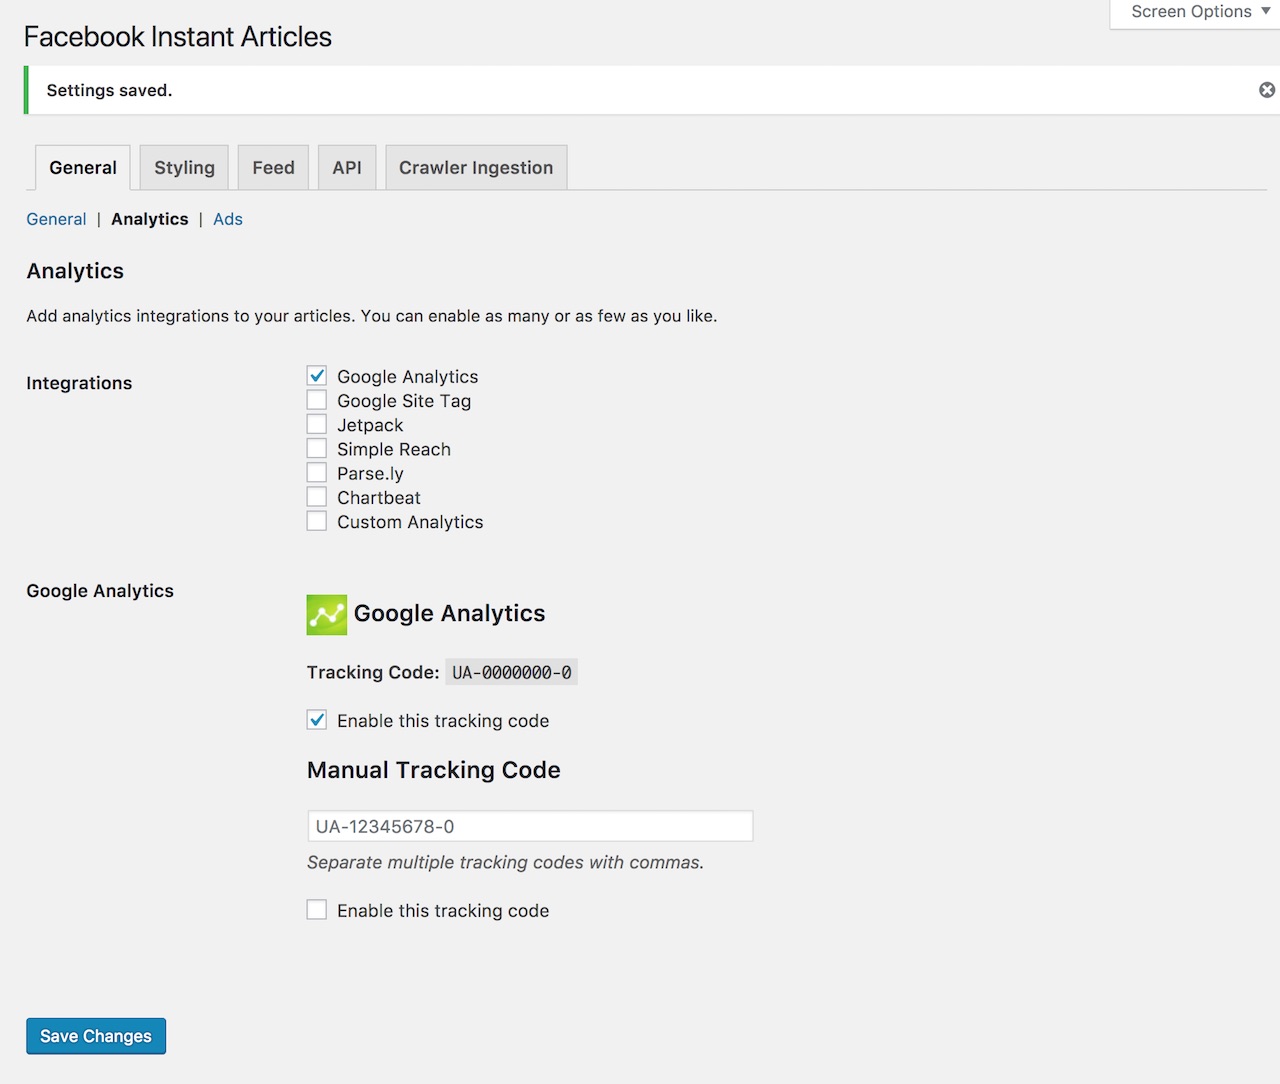 Screen Options
Facebook Instant Articles
Settings saved.
General Styling Feed API Crawler Ingestion
General | Analytics | Ads
Analytics
Add analytics integrations to your articles. You can enable as many or as few as you like.
Integrations
Google Analytics
Google Site Tag
Jetpack
Simple Reach
Parse.ly
Chartbeat
Custom Analytics
Google Analytics
Google Analytics
Tracking Code: UA-0000000-0
Enable this tracking code
Manual Tracking Code
UA-12345678-0
Separate multiple tracking codes with commas.
Enable this tracking code
Save Changes